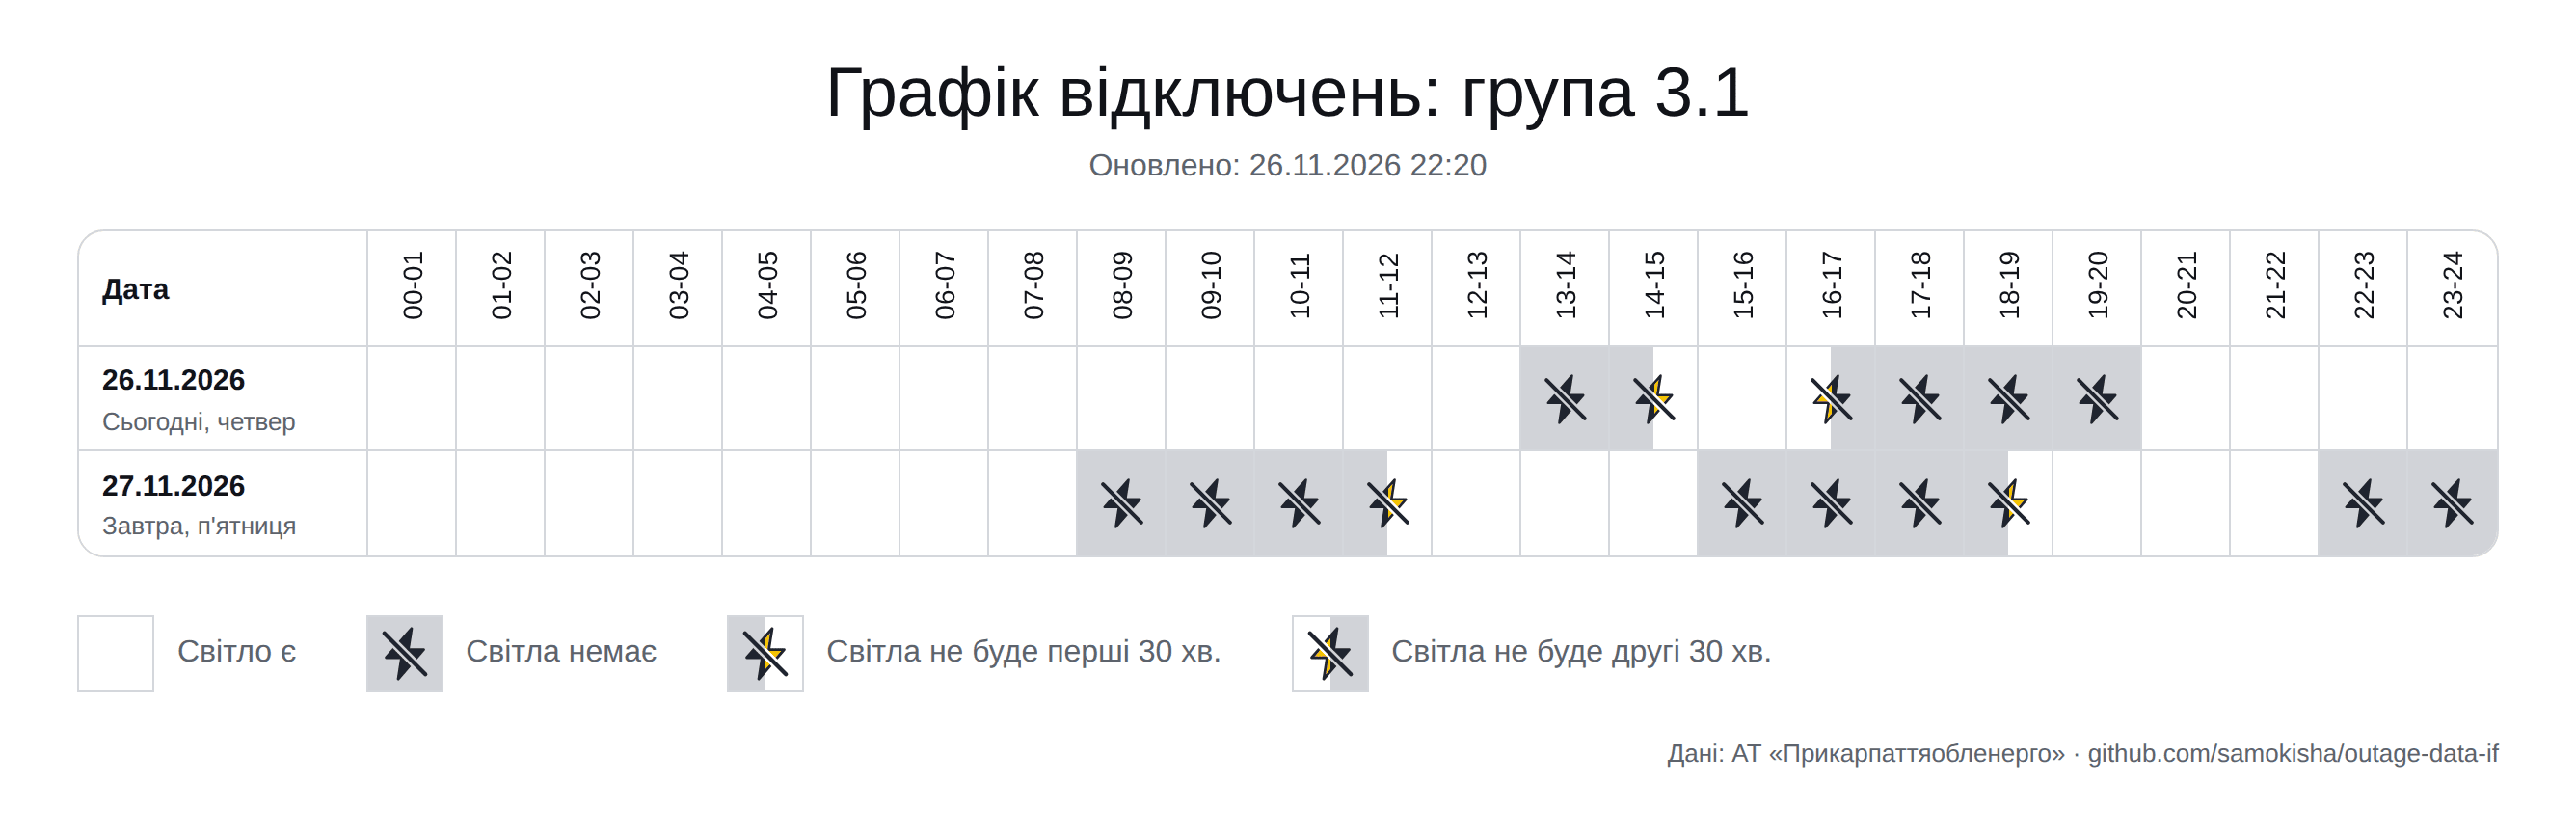 Графік відключень: група 3.1
Оновлено: 26.11.2026 22:20
Дата 00-01 01-02 02-03 03-04 04-05 05-06 06-07 07-08 08-09 09-10 10-11 11-12 12-13 13-14 14-15 15-16 16-17 17-18 18-19 19-20 20-21 21-22 22-23 23-24
26.11.2026
Сьогодні, четвер
27.11.2026
Завтра, п'ятниця
Світло є Світла немає Світла не буде перші 30 хв. Світла не буде другі 30 хв.
Дані: АТ «Прикарпаттяобленерго» · github.com/samokisha/outage-data-if